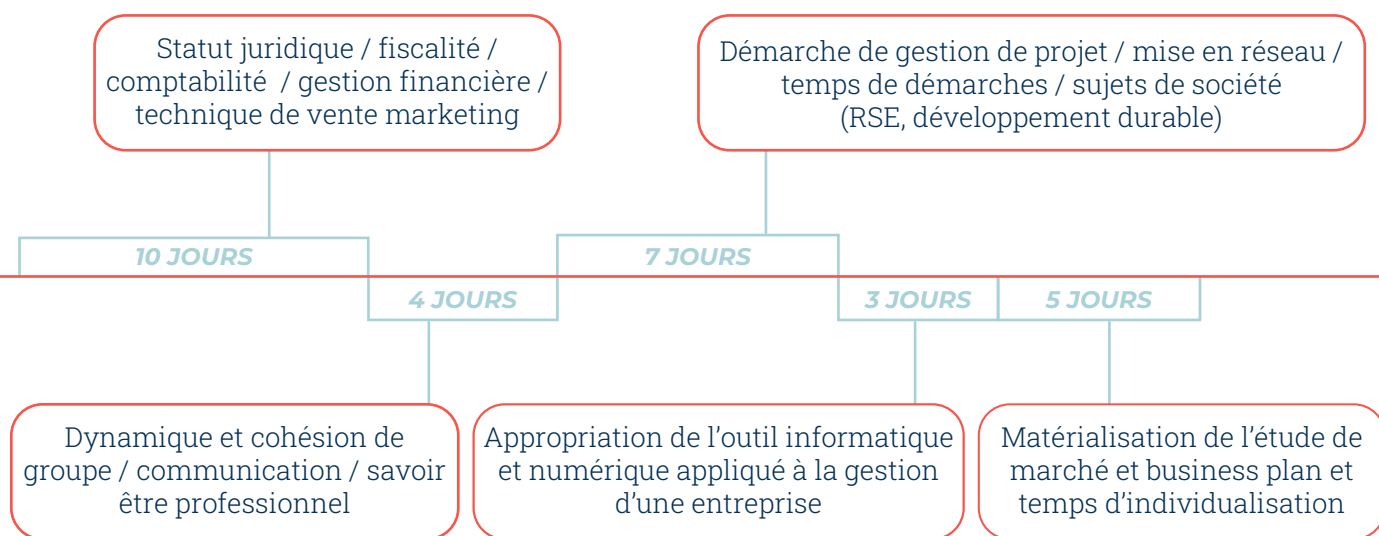 Statut juridique / fiscalité /
comptabilité / gestion financière /
technique de vente marketing
Démarche de gestion de projet / mise en réseau /
temps de démarches / sujets de société
(RSE, développement durable)
10 JOURS
7 JOURS
4 JOURS
3 JOURS
5 JOURS
Dynamique et cohésion de
groupe / communication / savoir
être professionnel
Appropriation de l’outil informatique
et numérique appliqué à la gestion
d’une entreprise
Matérialisation de l’étude de
marché et business plan et
temps d’individualisation